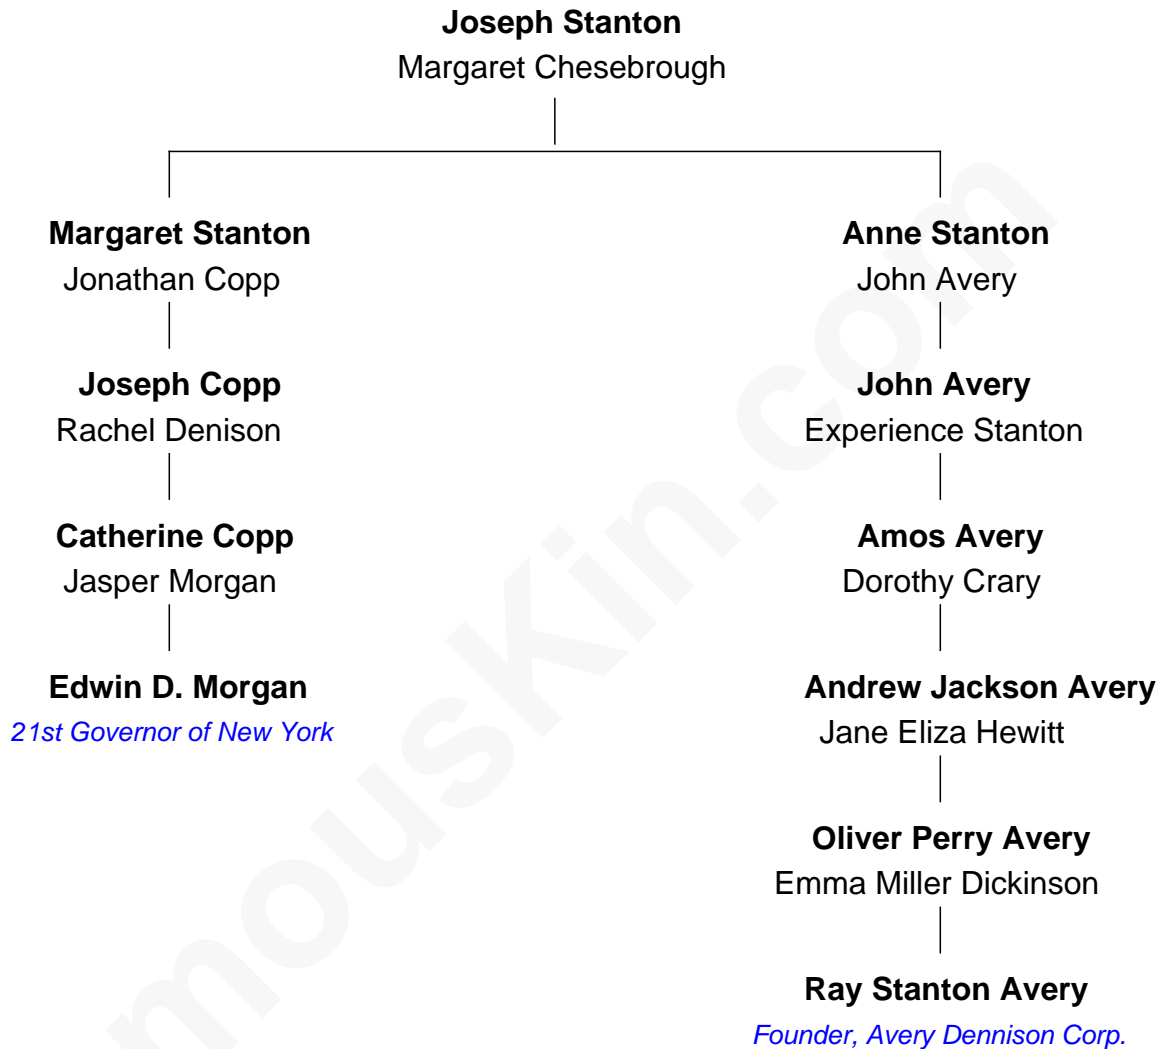 Joseph Stanton
Margaret Chesebrough
Margaret Stanton
Jonathan Copp
Anne Stanton
John Avery
Joseph Copp
Rachel Denison
John Avery
Experience Stanton
Catherine Copp
Jasper Morgan
Amos Avery
Dorothy Crary
Edwin D. Morgan
21st Governor of New York
Andrew Jackson Avery
Jane Eliza Hewitt
Oliver Perry Avery
Emma Miller Dickinson
Ray Stanton Avery
Founder, Avery Dennison Corp.
mouskin.com